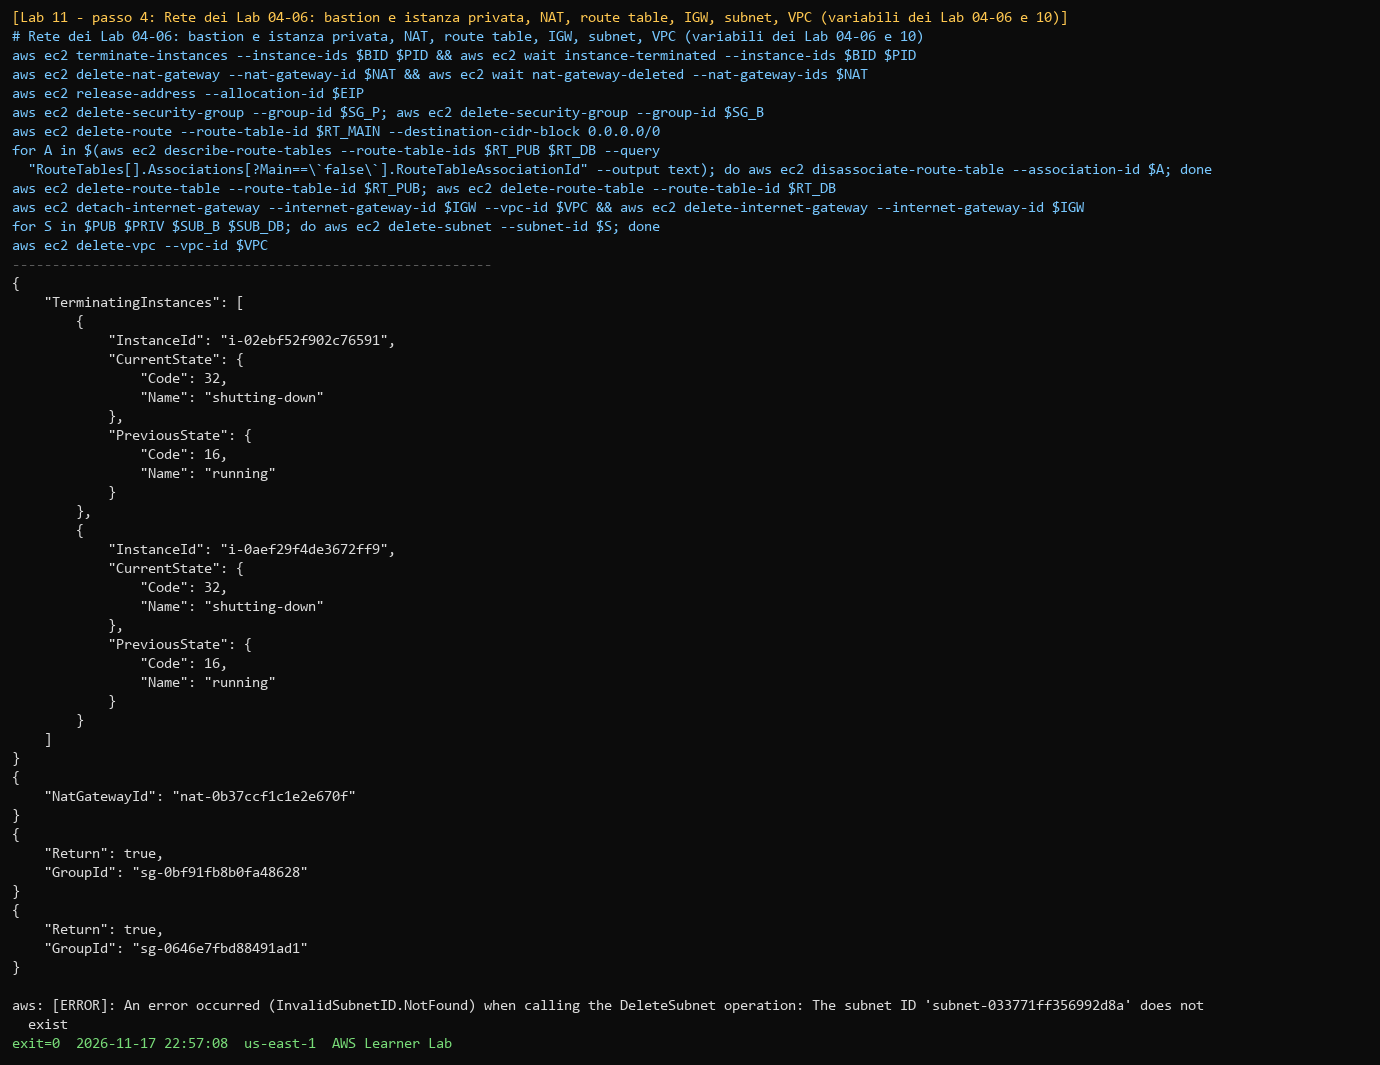 [Lab 11 - passo 4: Rete dei Lab 04-06: bastion e istanza privata, NAT, route table, IGW, subnet, VPC (variabili dei Lab 04-06 e 10)]
# Rete dei Lab 04-06: bastion e istanza privata, NAT, route table, IGW, subnet, VPC (variabili dei Lab 04-06 e 10)
aws ec2 terminate-instances --instance-ids $BID $PID && aws ec2 wait instance-terminated --instance-ids $BID $PID
aws ec2 delete-nat-gateway --nat-gateway-id $NAT && aws ec2 wait nat-gateway-deleted --nat-gateway-ids $NAT
aws ec2 release-address --allocation-id $EIP
aws ec2 delete-security-group --group-id $SG_P; aws ec2 delete-security-group --group-id $SG_B
aws ec2 delete-route --route-table-id $RT_MAIN --destination-cidr-block 0.0.0.0/0
for A in $(aws ec2 describe-route-tables --route-table-ids $RT_PUB $RT_DB --query
  "RouteTables[].Associations[?Main==\`false\`].RouteTableAssociationId" --output text); do aws ec2 disassociate-route-table --association-id $A; done
aws ec2 delete-route-table --route-table-id $RT_PUB; aws ec2 delete-route-table --route-table-id $RT_DB
aws ec2 detach-internet-gateway --internet-gateway-id $IGW --vpc-id $VPC && aws ec2 delete-internet-gateway --internet-gateway-id $IGW
for S in $PUB $PRIV $SUB_B $SUB_DB; do aws ec2 delete-subnet --subnet-id $S; done
aws ec2 delete-vpc --vpc-id $VPC
------------------------------------------------------------
{
    "TerminatingInstances": [
        {
            "InstanceId": "i-02ebf52f902c76591",
            "CurrentState": {
                "Code": 32,
                "Name": "shutting-down"
            },
            "PreviousState": {
                "Code": 16,
                "Name": "running"
            }
        },
        {
            "InstanceId": "i-0aef29f4de3672ff9",
            "CurrentState": {
                "Code": 32,
                "Name": "shutting-down"
            },
            "PreviousState": {
                "Code": 16,
                "Name": "running"
            }
        }
    ]
}
{
    "NatGatewayId": "nat-0b37ccf1c1e2e670f"
}
{
    "Return": true,
    "GroupId": "sg-0bf91fb8b0fa48628"
}
{
    "Return": true,
    "GroupId": "sg-0646e7fbd88491ad1"
}

aws: [ERROR]: An error occurred (InvalidSubnetID.NotFound) when calling the DeleteSubnet operation: The subnet ID 'subnet-033771ff356992d8a' does not
  exist
exit=0  2026-11-17 22:57:08  us-east-1  AWS Learner Lab